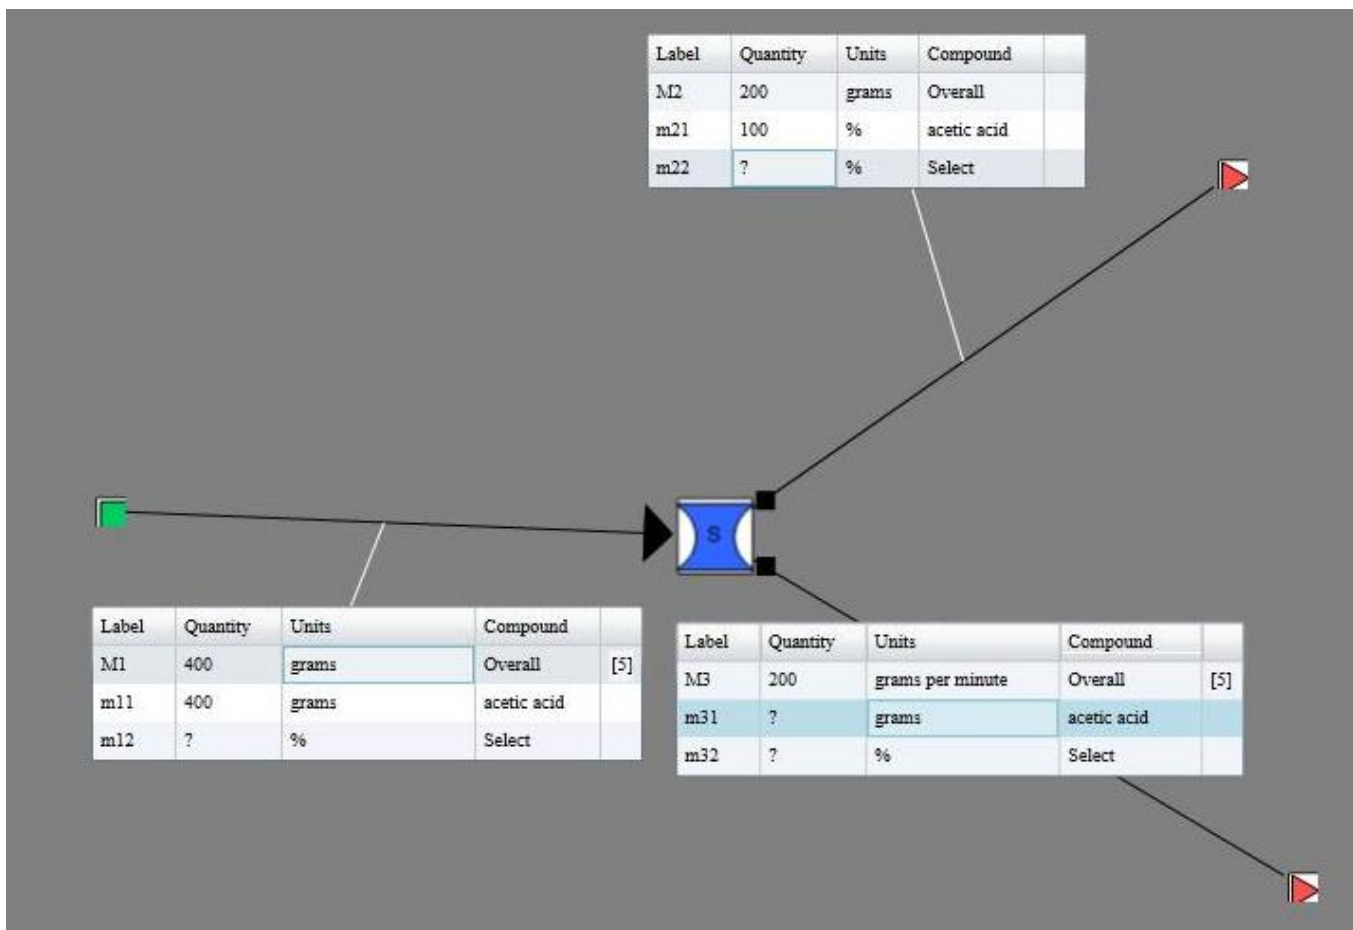 Label Quantity Units Compound
M2 200 grams Overall
m21 100 % acetic acid
m22 ? % Select
S
Label Quantity Units Compound
M1 400 grams Overall [5]
m11 400 grams acetic acid
m12 ? % Select
Label Quantity Units Compound
M3 200 grams per minute Overall [5]
m31 ? grams acetic acid
m32 ? % Select